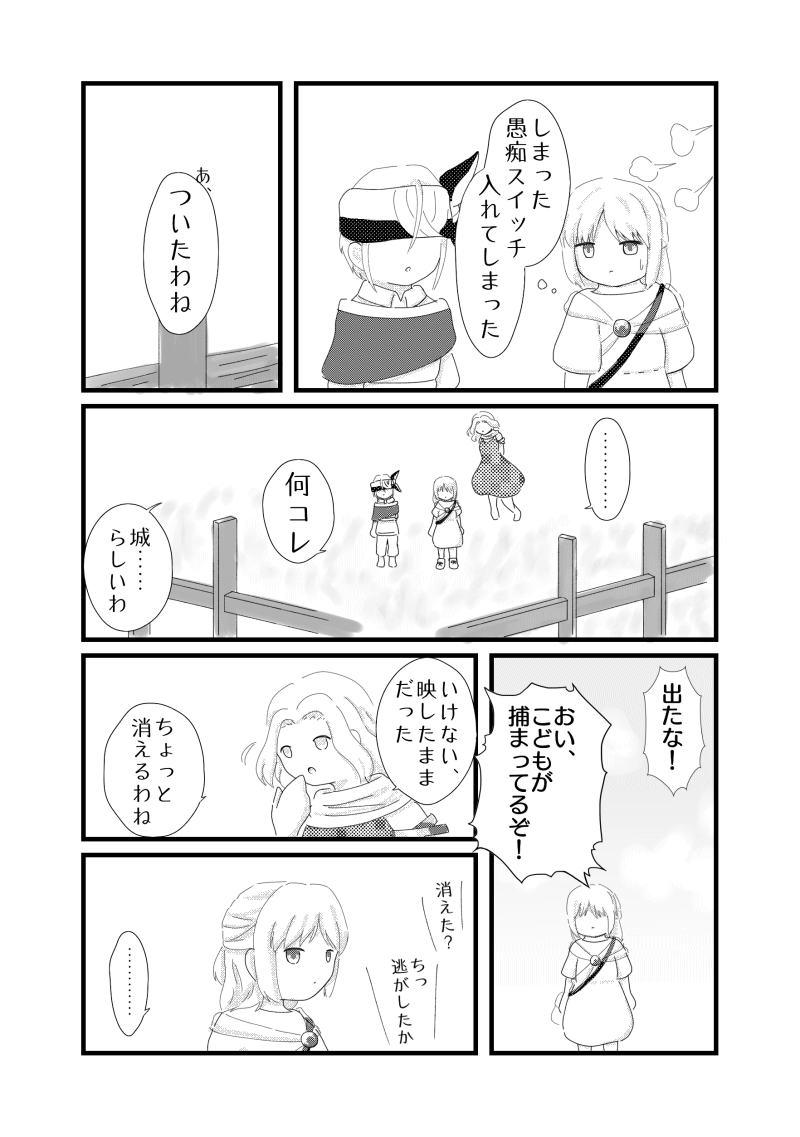 しまった
愚痴スイッチ
入れてしまった
あ、
ついたわね
…………
何コレ
城……
らしいわ
出たな！
おい、
こどもが
捕まってるぞ！
いけない、
映したまま
だった
ちょっと
消えるわね
消えた？
ちっ
逃がしたか
…………